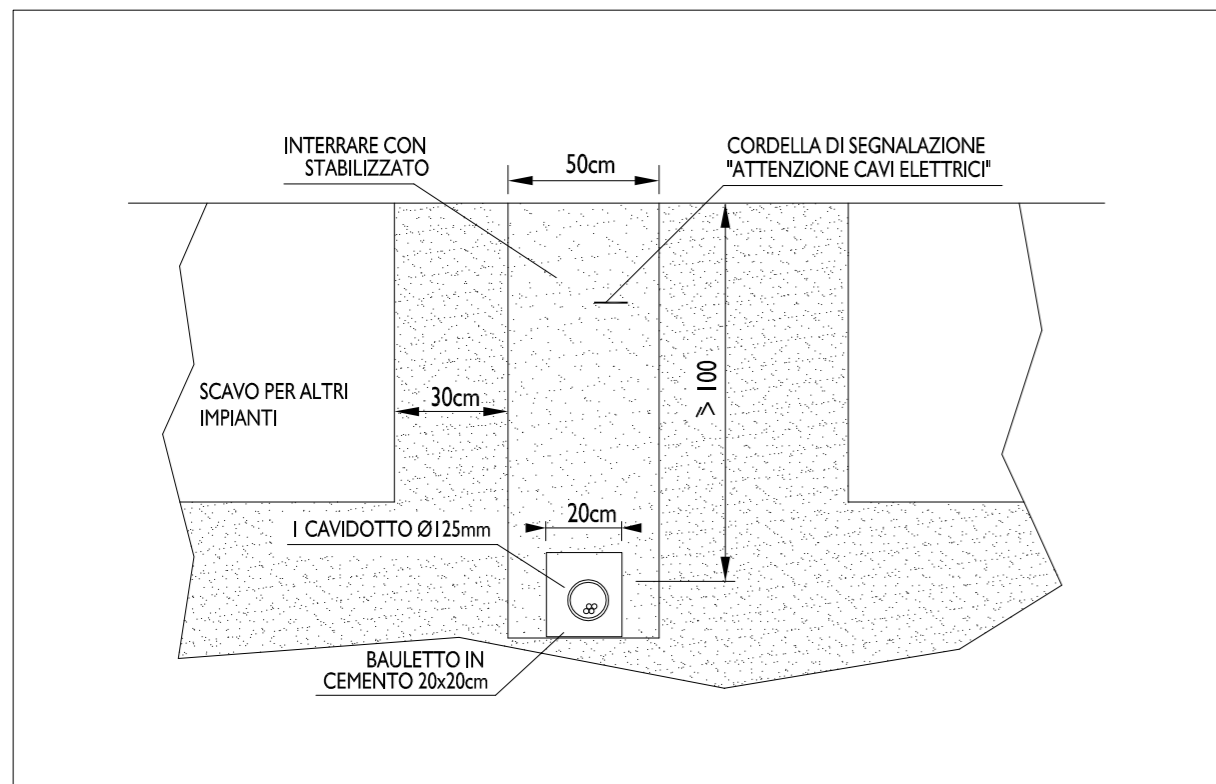 INTERRARE CON
STABILIZZATO
50cm
CORDELLA DI SEGNALAZIONE
"ATTENZIONE CAVI ELETTRICI"
SCAVO PER ALTRI
IMPIANTI
30cm
⩾ 100
20cm
1 CAVIDOTTO Ø125mm
BAULETTO IN
CEMENTO 20x20cm